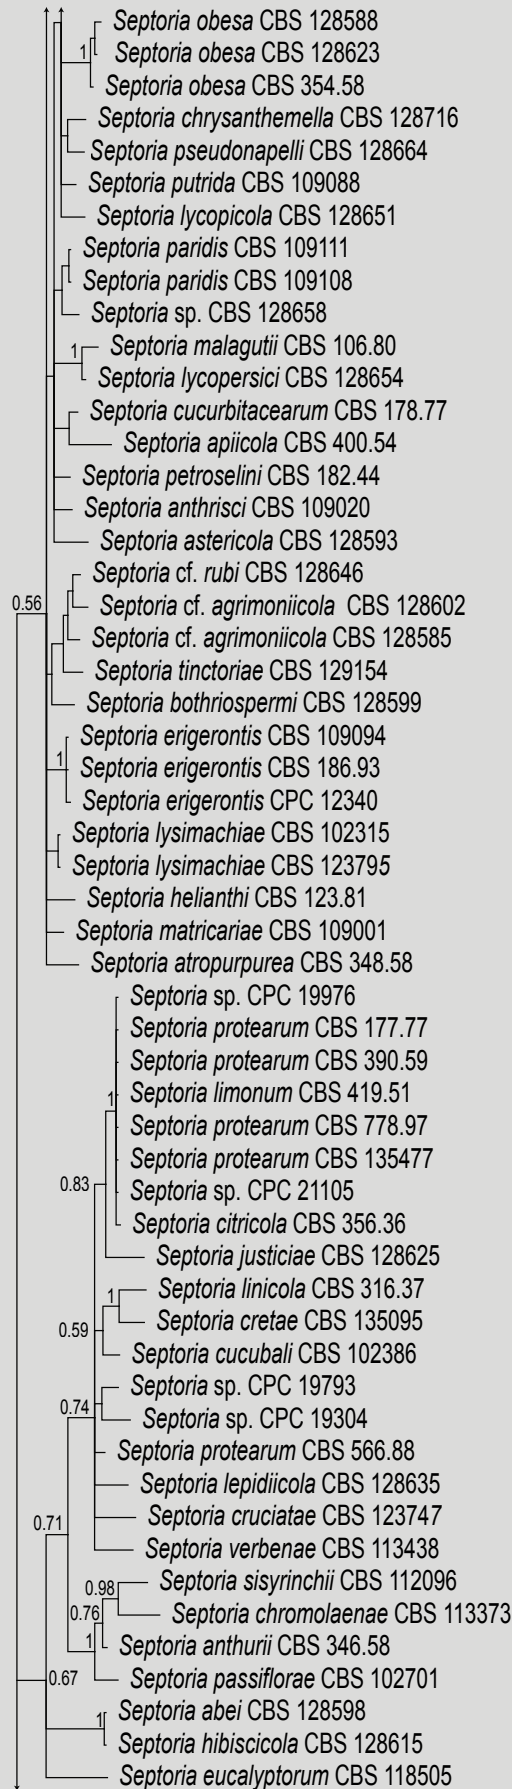 Septoria obesa CBS 128588
1
Septoria obesa CBS 128623
Septoria obesa CBS 354.58
Septoria chrysanthemella CBS 128716
Septoria pseudonapelli CBS 128664
Septoria putrida CBS 109088
Septoria lycopicola CBS 128651
Septoria paridis CBS 109111
Septoria paridis CBS 109108
Septoria sp. CBS 128658
1
Septoria malagutii CBS 106.80
Septoria lycopersici CBS 128654
Septoria cucurbitacearum CBS 178.77
Septoria apiicola CBS 400.54
Septoria petroselini CBS 182.44
Septoria anthrisci CBS 109020
Septoria astericola CBS 128593
Septoria cf. rubi CBS 128646
0.56
Septoria cf. agrimoniicola CBS 128602
Septoria cf. agrimoniicola CBS 128585
Septoria tinctoriae CBS 129154
Septoria bothriospermi CBS 128599
Septoria erigerontis CBS 109094
1
Septoria erigerontis CBS 186.93
Septoria erigerontis CPC 12340
Septoria lysimachiae CBS 102315
Septoria lysimachiae CBS 123795
Septoria helianthi CBS 123.81
Septoria matricariae CBS 109001
Septoria atropurpurea CBS 348.58
Septoria sp. CPC 19976
Septoria protearum CBS 177.77
Septoria protearum CBS 390.59
Septoria limonum CBS 419.51
1
Septoria protearum CBS 778.97
Septoria protearum CBS 135477
0.83
Septoria sp. CPC 21105
Septoria citricola CBS 356.36
Septoria justiciae CBS 128625
Septoria linicola CBS 316.37
1
Septoria cretae CBS 135095
0.59
Septoria cucubali CBS 102386
Septoria sp. CPC 19793
0.74
Septoria sp. CPC 19304
Septoria protearum CBS 566.88
Septoria lepidiicola CBS 128635
Septoria cruciatae CBS 123747
0.71
Septoria verbenae CBS 113438
Septoria sisyrinchii CBS 112096
0.98
Septoria chromolaenae CBS 113373
0.76
Septoria anthurii CBS 346.58
1
Septoria passiflorae CBS 102701
0.67
Septoria abei CBS 128598
1
Septoria hibiscicola CBS 128615
Septoria eucalyptorum CBS 118505